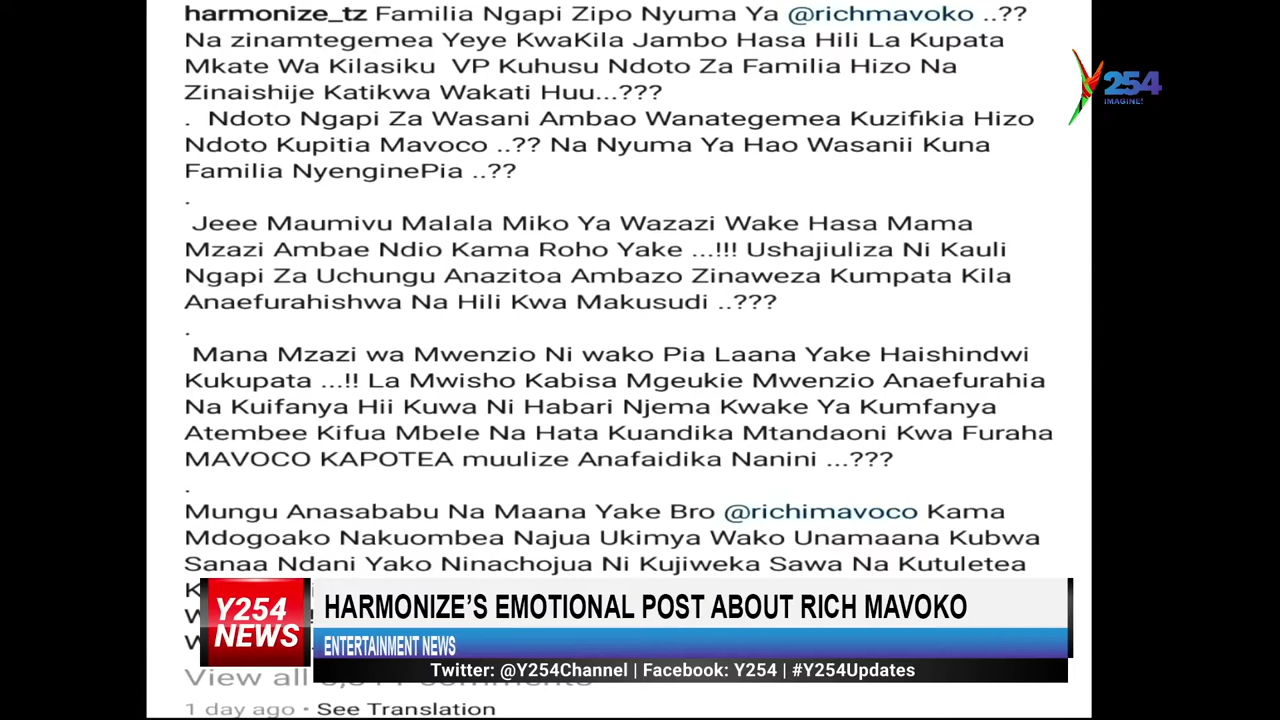 harmonize_tz Familia Ngapi Zipo Nyuma Ya @richmavoko ..??
Na zinamtegemea Yeye KwaKila Jambo Hasa Hili La Kupata
Mkate Wa Kilasiku VP Kuhusu Ndoto Za Familia Hizo Na
Zinaishije Katikwa Wakati Huu...???
. Ndoto Ngapi Za Wasani Ambao Wanategemea Kuzifikia Hizo
Ndoto Kupitia Mavoco ..?? Na Nyuma Ya Hao Wasanii Kuna
Familia NyenginePia ..??
.
Jeee Maumivu Malala Miko Ya Wazazi Wake Hasa Mama
Mzazi Ambae Ndio Kama Roho Yake ...!!! Ushajiuliza Ni Kauli
Ngapi Za Uchungu Anazitoa Ambazo Zinaweza Kumpata Kila
Anaefurahishwa Na Hili Kwa Makusudi ..???
.
Mana Mzazi wa Mwenzio Ni wako Pia Laana Yake Haishindwi
Kukupata ...!! La Mwisho Kabisa Mgeukie Mwenzio Anaefurahia
Na Kuifanya Hii Kuwa Ni Habari Njema Kwake Ya Kumfanya
Atembee Kifua Mbele Na Hata Kuandika Mtandaoni Kwa Furaha
MAVOCO KAPOTEA muulize Anafaidika Nanini ...???
.
Mungu Anasababu Na Maana Yake Bro @richimavoco Kama
Mdogoako Nakuombea Najua Ukimya Wako Unamaana Kubwa
Sanaa Ndani Yako Ninachojua Ni Kujiweka Sawa Na Kutuletea
View all
1 day ago • See Translation
Y254
IMAGINE!
Y254
NEWS
HARMONIZE'S EMOTIONAL POST ABOUT RICH MAVOKO
ENTERTAINMENT NEWS
Twitter: @Y254Channel | Facebook: Y254 | #Y254Updates